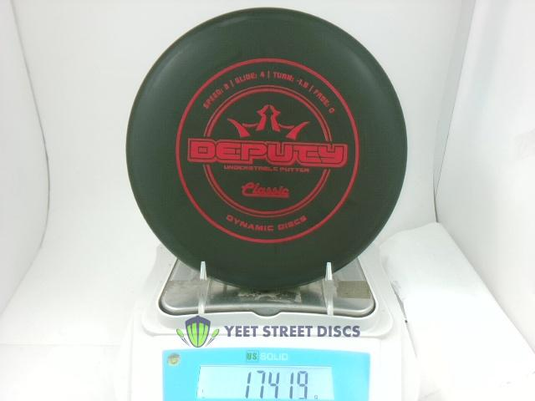 SPEED: 3 | GLIDE: 4 | TURN: -1.5 | FADE: 0
DEPUTY
UNDERSTABLE PUTTER
Classic
DYNAMIC DISCS
YEET STREET DISCS
US SOLID
174.19